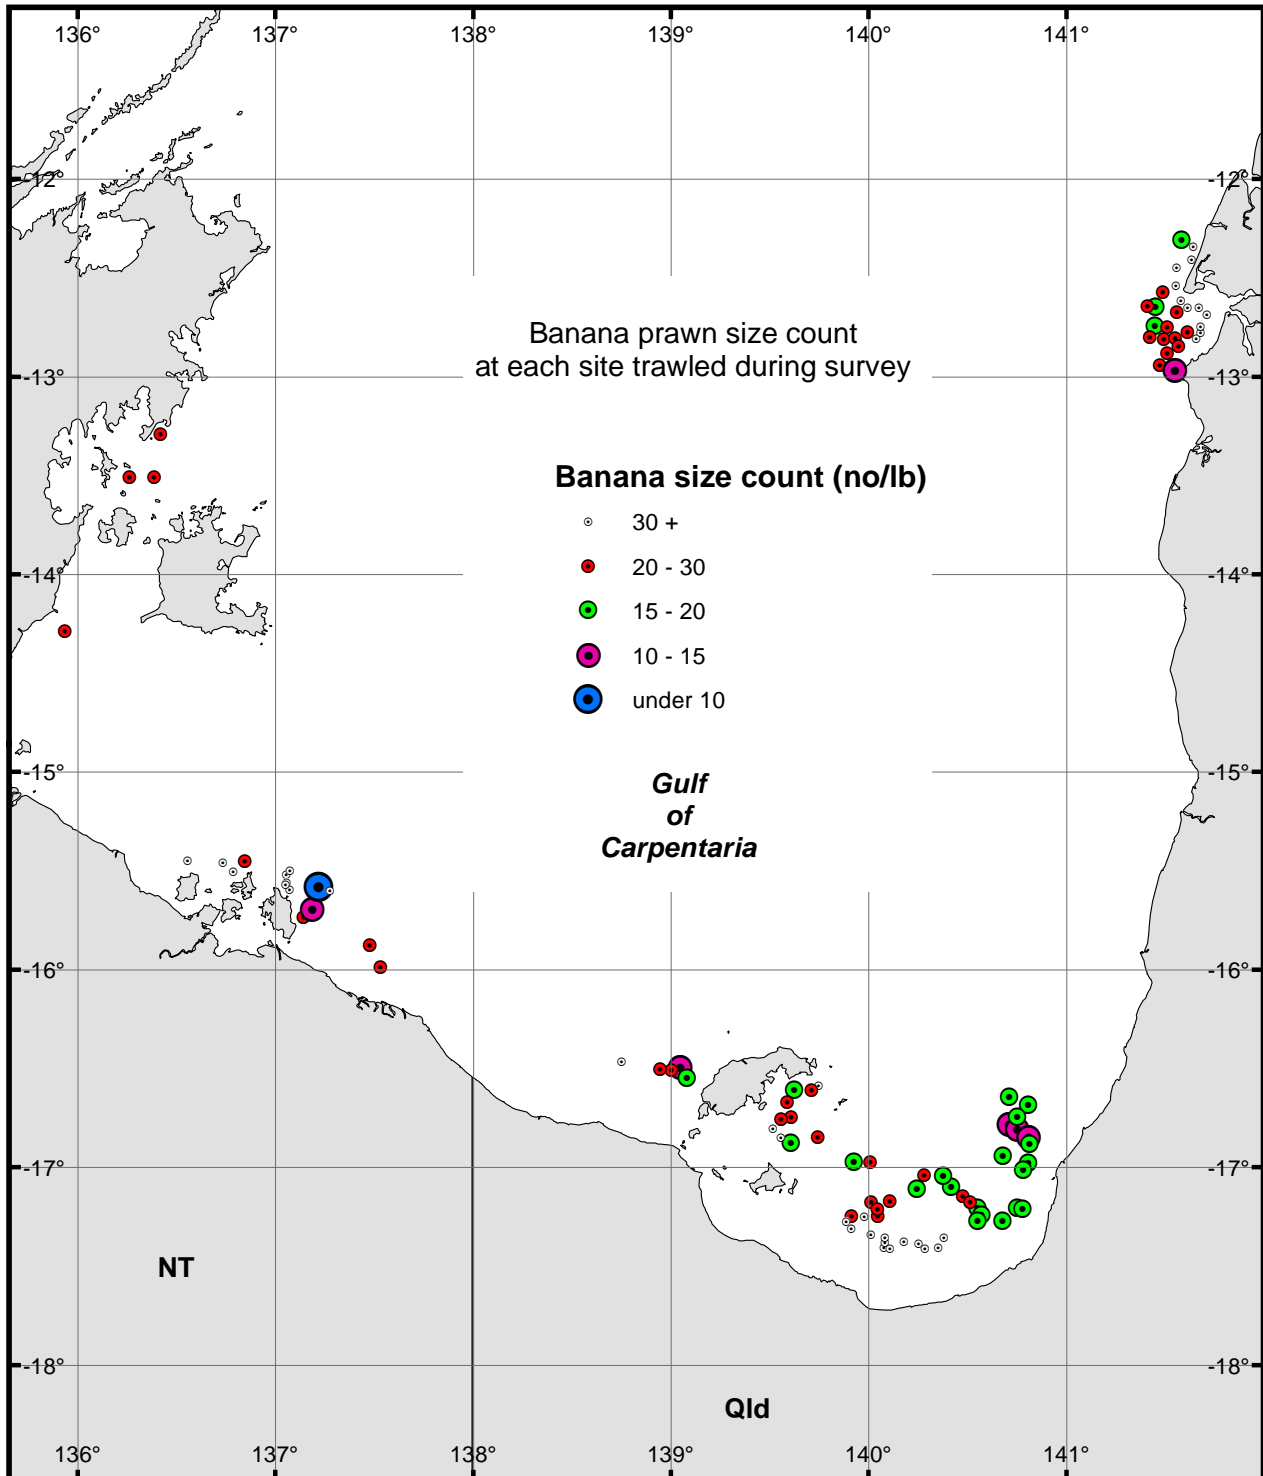 136°
137°
138°
139°
140°
141°
-12°
-12°
Banana prawn size count
at each site trawled during survey
-13°
-13°
Banana size count (no/lb)
30 +
20 - 30
15 - 20
10 - 15
under 10
-14°
-14°
-15°
-15°
Gulf
of
Carpentaria
-16°
-16°
-17°
-17°
NT
-18°
-18°
Qld
136°
137°
138°
139°
140°
141°